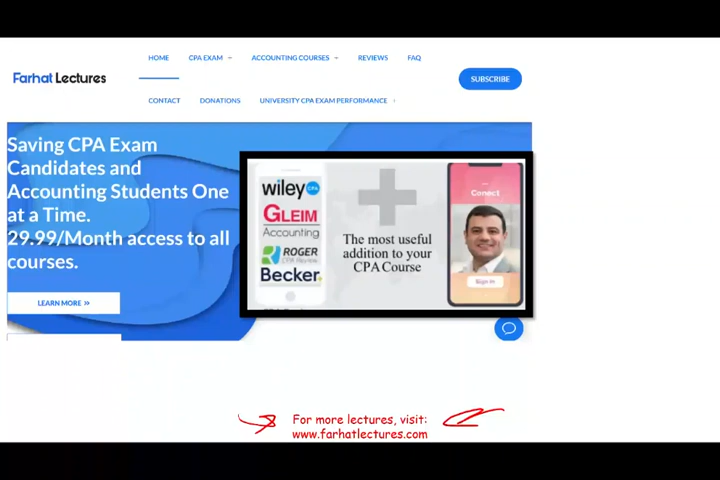 HOME CPA EXAM ACCOUNTING COURSES REVIEWS FAQ
Farhat Lectures
SUBSCRIBE
CONTACT DONATIONS UNIVERSITY CPA EXAM PERFORMANCE
Saving CPA Exam
Candidates and
Accounting Students One
at a Time.
29.99/Month access to all
courses.
LEARN MORE »
wiley CPA
GLEIM
Accounting
ROGER
CPA Review
Becker.
The most useful
addition to your
CPA Course
Conect
Sign in
For more lectures, visit:
www.farhatlectures.com